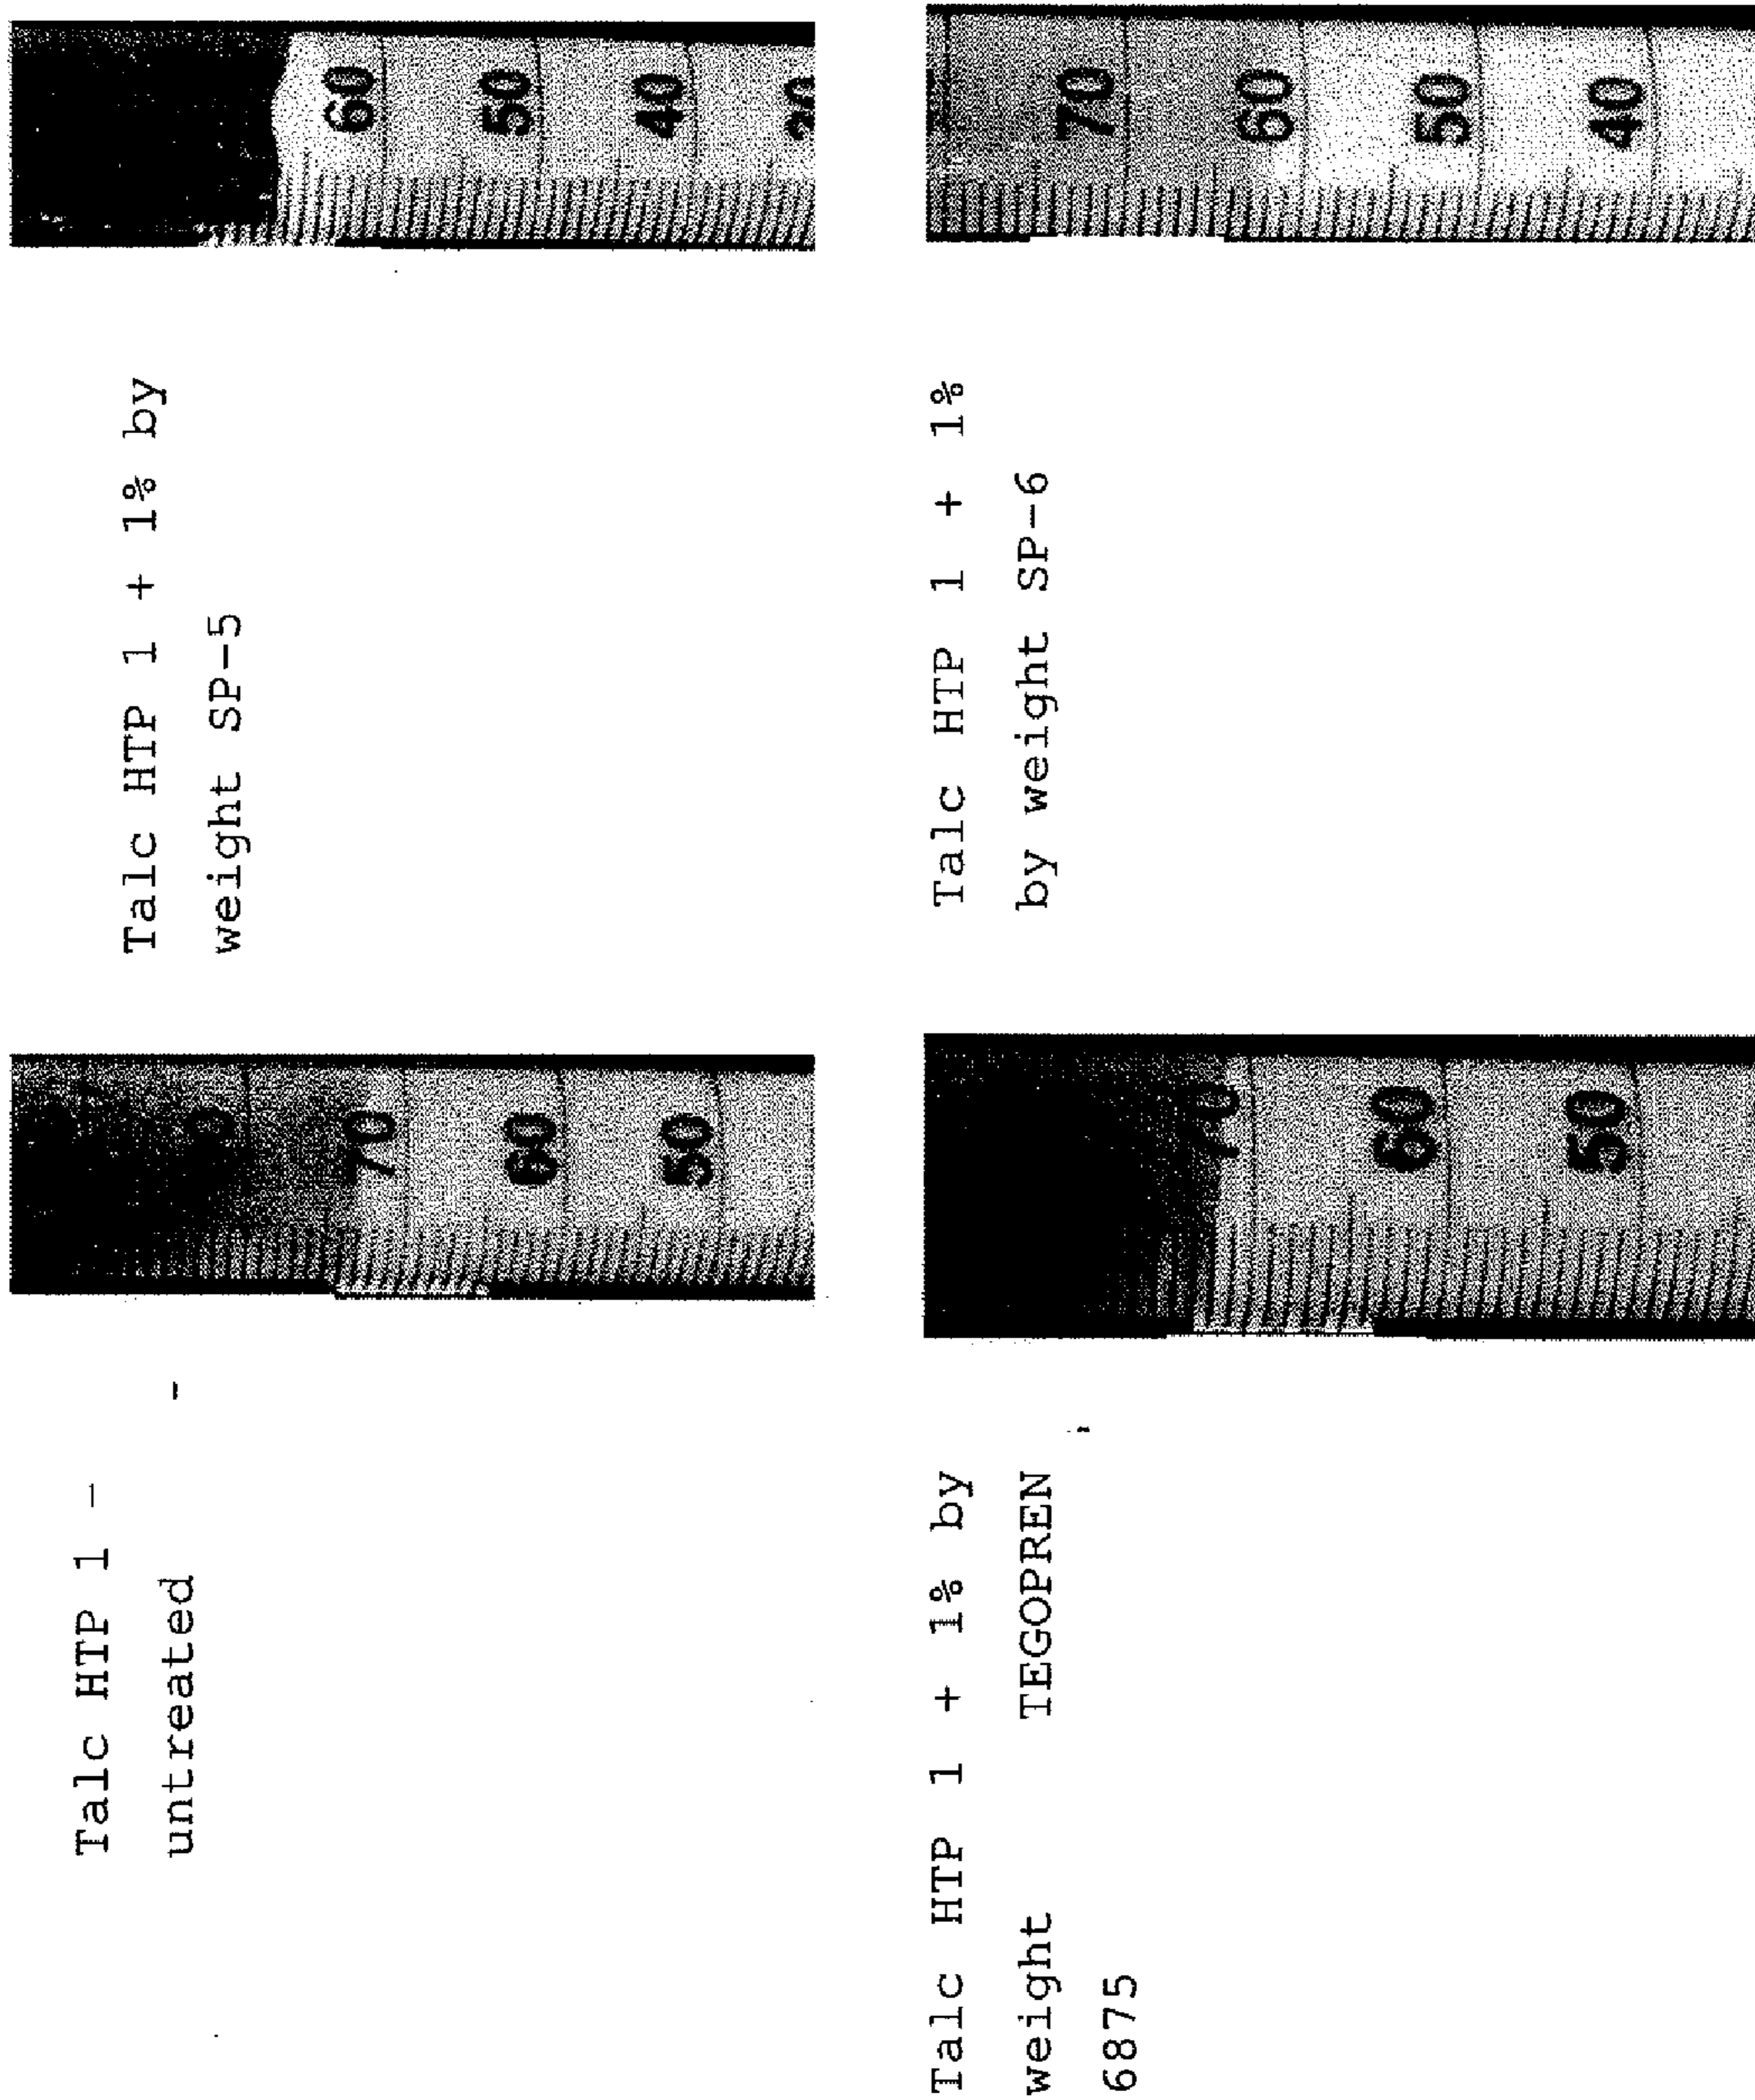 Talc HTP 1 -
untreated
70
60
50
Talc HTP 1 + 1% by
weight SP-5
60
50
40
Talc HTP 1 + 1% by
weight TEGOPREN
6875
70
60
50
Talc HTP 1 + 1%
by weight SP-6
70
60
50
40